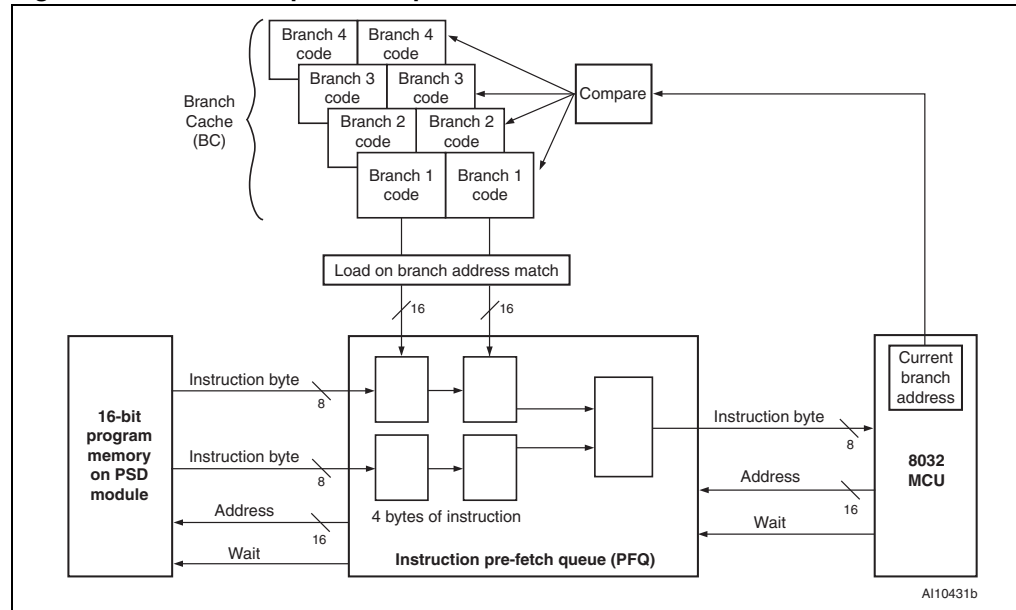 Branch 4
code
Branch 4
code
Branch 3
code
Branch 3
code
Branch 2
code
Branch 2
code
Branch 1
code
Branch 1
code
Branch
Cache
(BC)
Compare
Load on branch address match
16
16
16-bit
program
memory
on PSD
module
Instruction byte
8
Instruction byte
8
Address
16
Wait
4 bytes of instruction
Instruction pre-fetch queue (PFQ)
Instruction byte
8
Address
16
Wait
Current
branch
address
8032
MCU
AI10431b